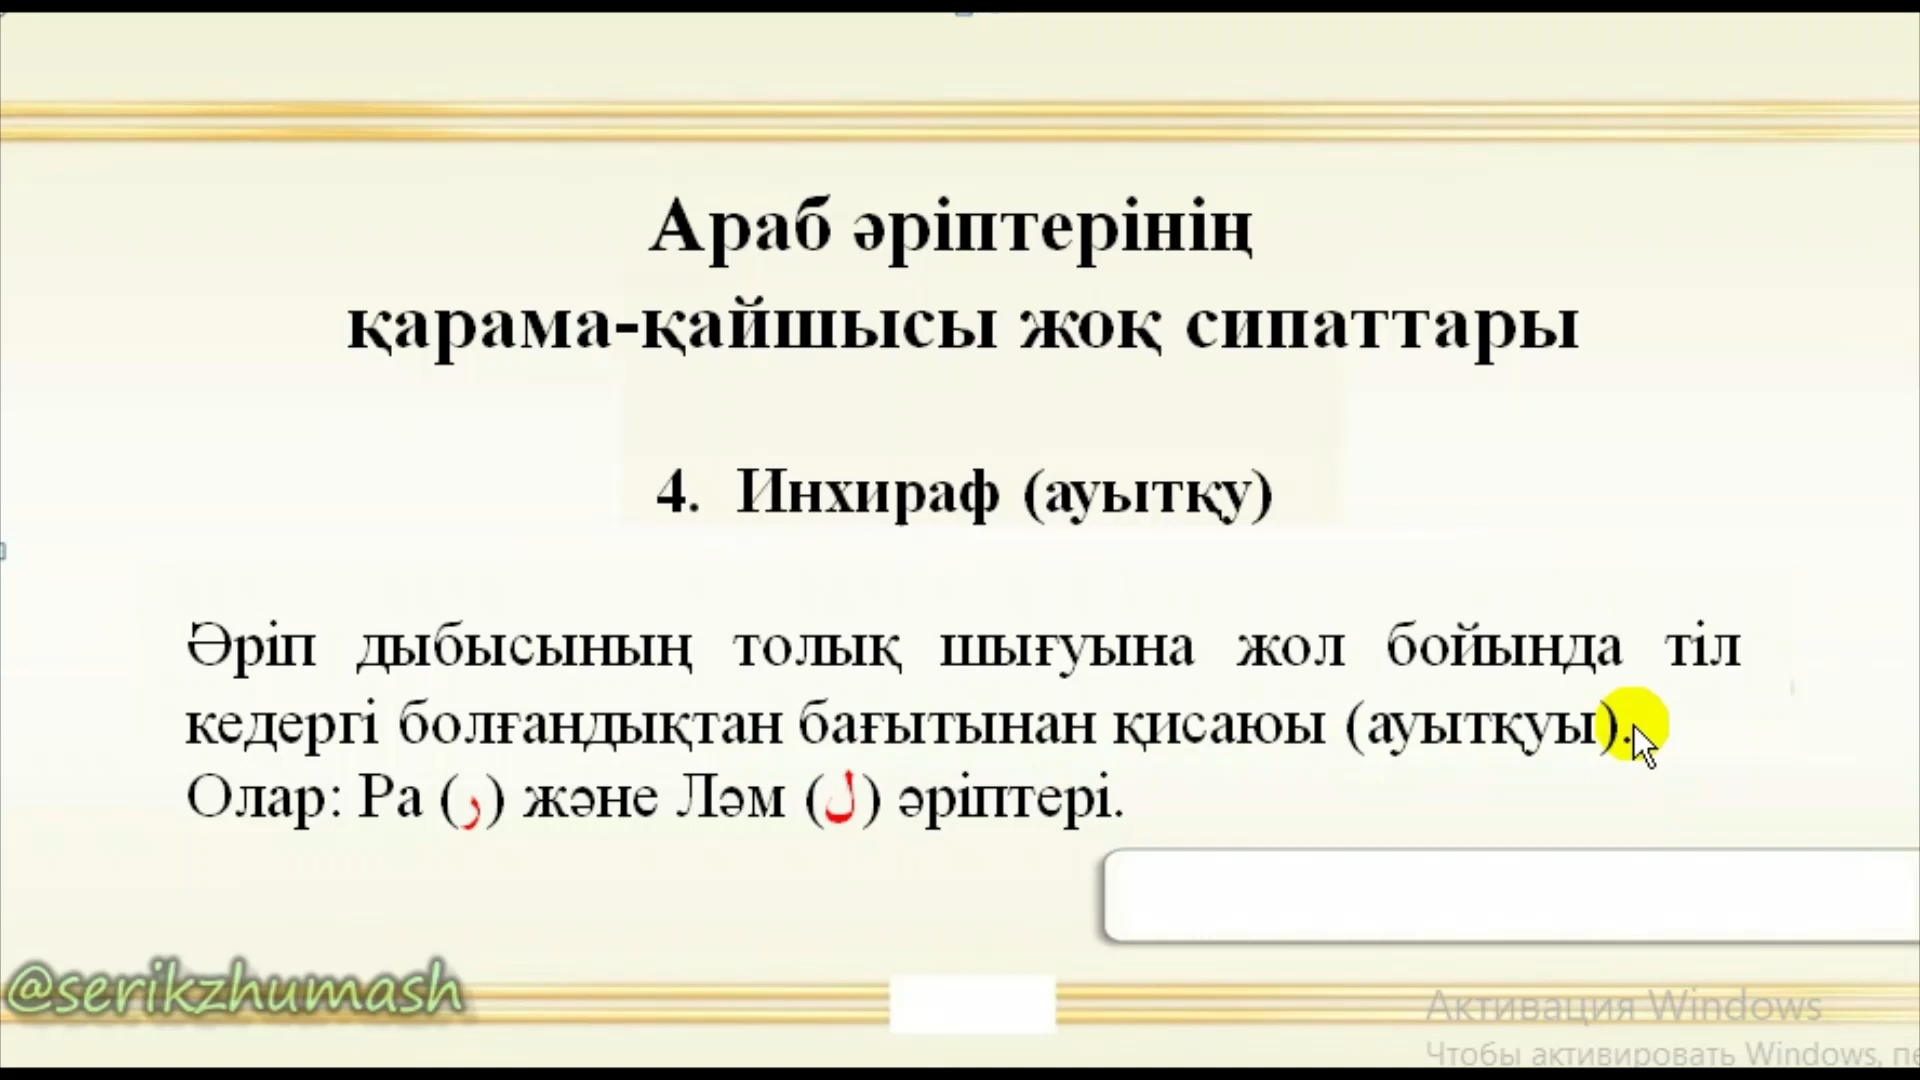 Араб әріптерінің
қарама-қайшысы жоқ сипаттары
4. Инхираф (ауытқу)
Әріп дыбысының толық шығуына жол бойында тіл
кедергі болғандықтан бағытынан қисаюы (ауытқуы).
Олар: Ра (ر) және Ләм (ل) әріптері.
@serikzhumash
Активация Windows
Чтобы активировать Windows,